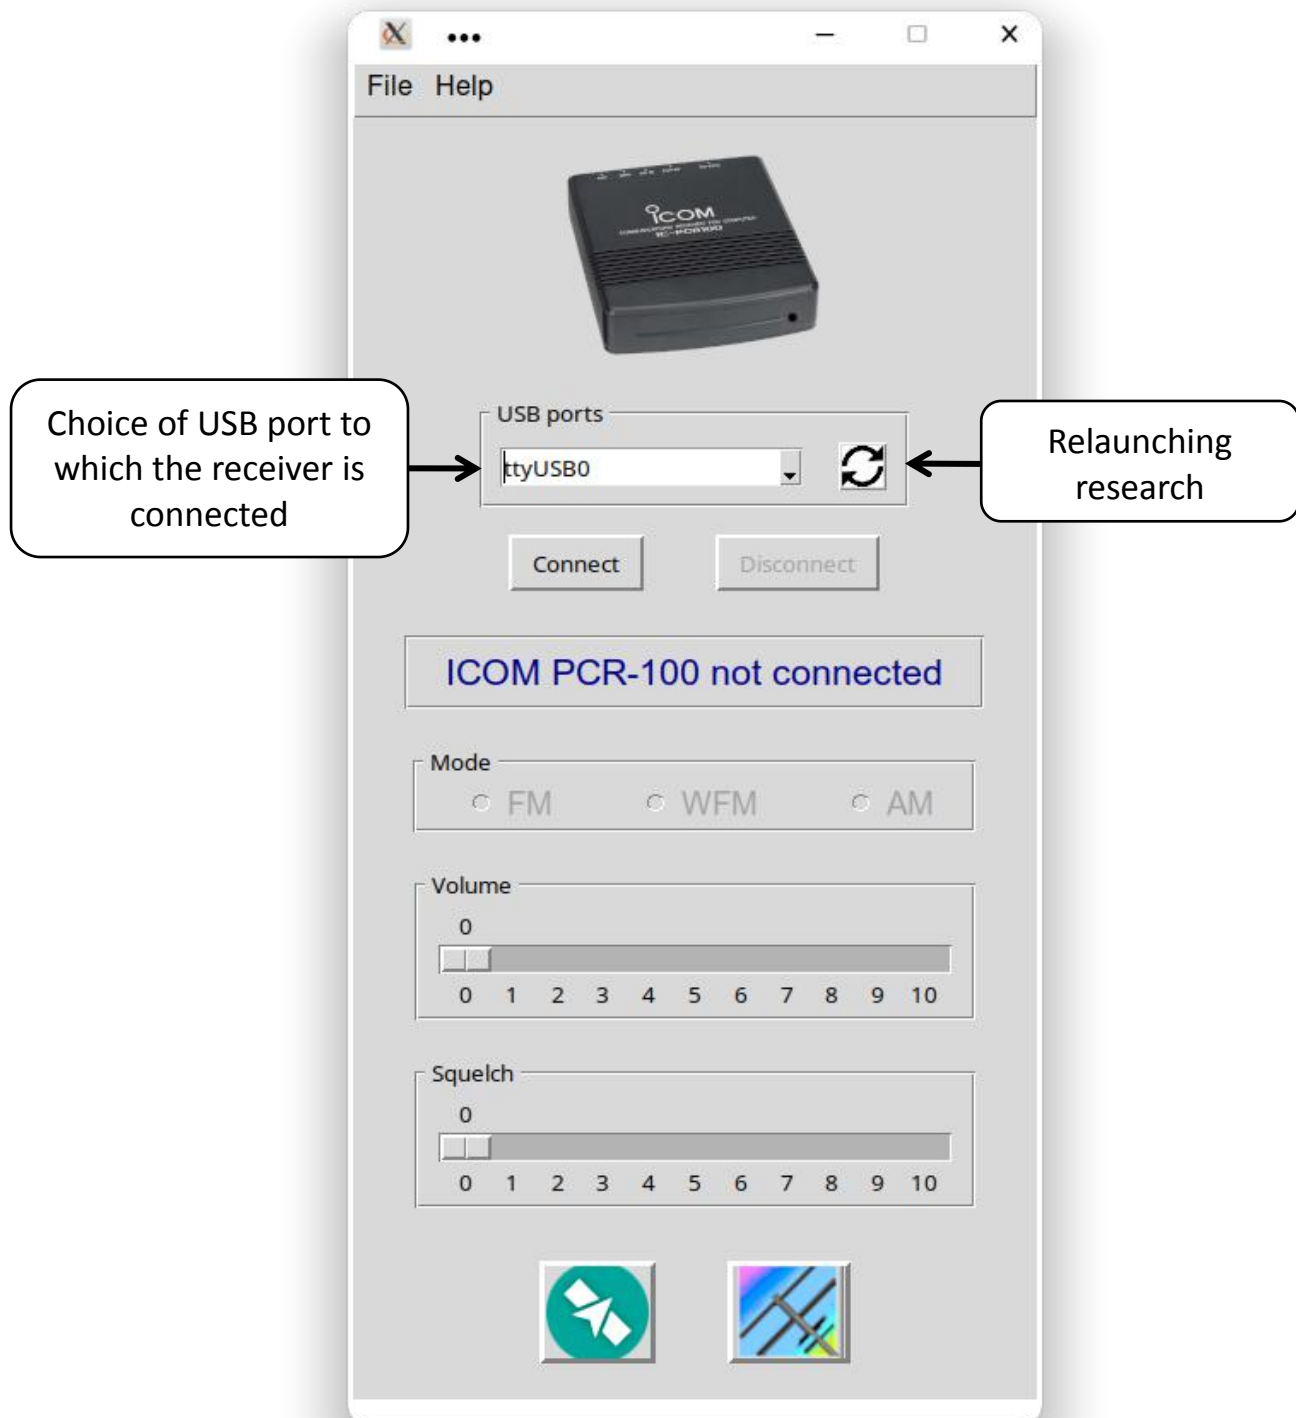 File Help
ICOM
IC-PCR100
USB ports
Choice of USB port to
which the receiver is
connected
ttyUSB0
Relaunching
research
Connect
Disconnect
ICOM PCR-100 not connected
Mode
FM WFM AM
Volume
0
0 1 2 3 4 5 6 7 8 9 10
Squelch
0
0 1 2 3 4 5 6 7 8 9 10